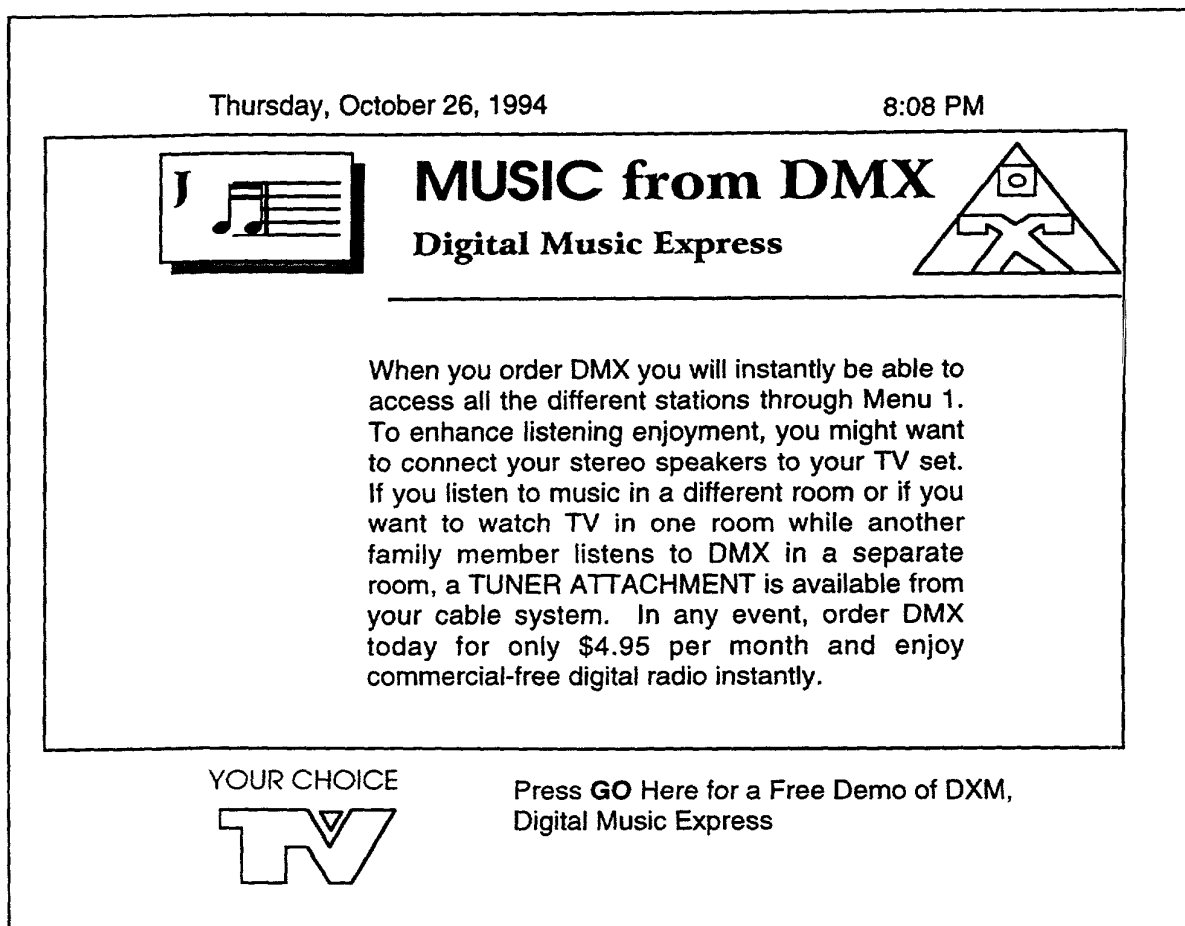 Thursday, October 26, 1994 8:08 PM
J
MUSIC from DMX
Digital Music Express
When you order DMX you will instantly be able to
access all the different stations through Menu 1.
To enhance listening enjoyment, you might want
to connect your stereo speakers to your TV set.
If you listen to music in a different room or if you
want to watch TV in one room while another
family member listens to DMX in a separate
room, a TUNER ATTACHMENT is available from
your cable system. In any event, order DMX
today for only $4.95 per month and enjoy
commercial-free digital radio instantly.
YOUR CHOICE
TV
Press GO Here for a Free Demo of DXM,
Digital Music Express